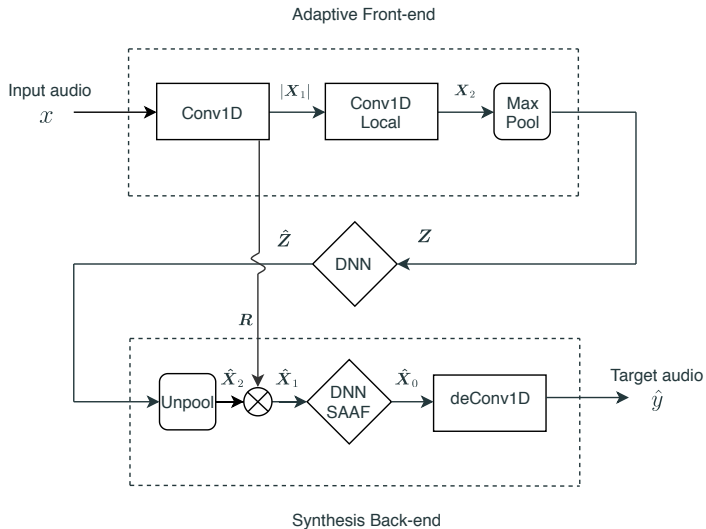 Adaptive Front-end
Input audio
x
Conv1D
|X₁|
Conv1D
Local
X₂
Max
Pool
Ẑ
DNN
Z
R
Unpool
X̂₂
X̂₁
DNN
SAAF
X̂₀
deConv1D
Target audio
ŷ
Synthesis Back-end